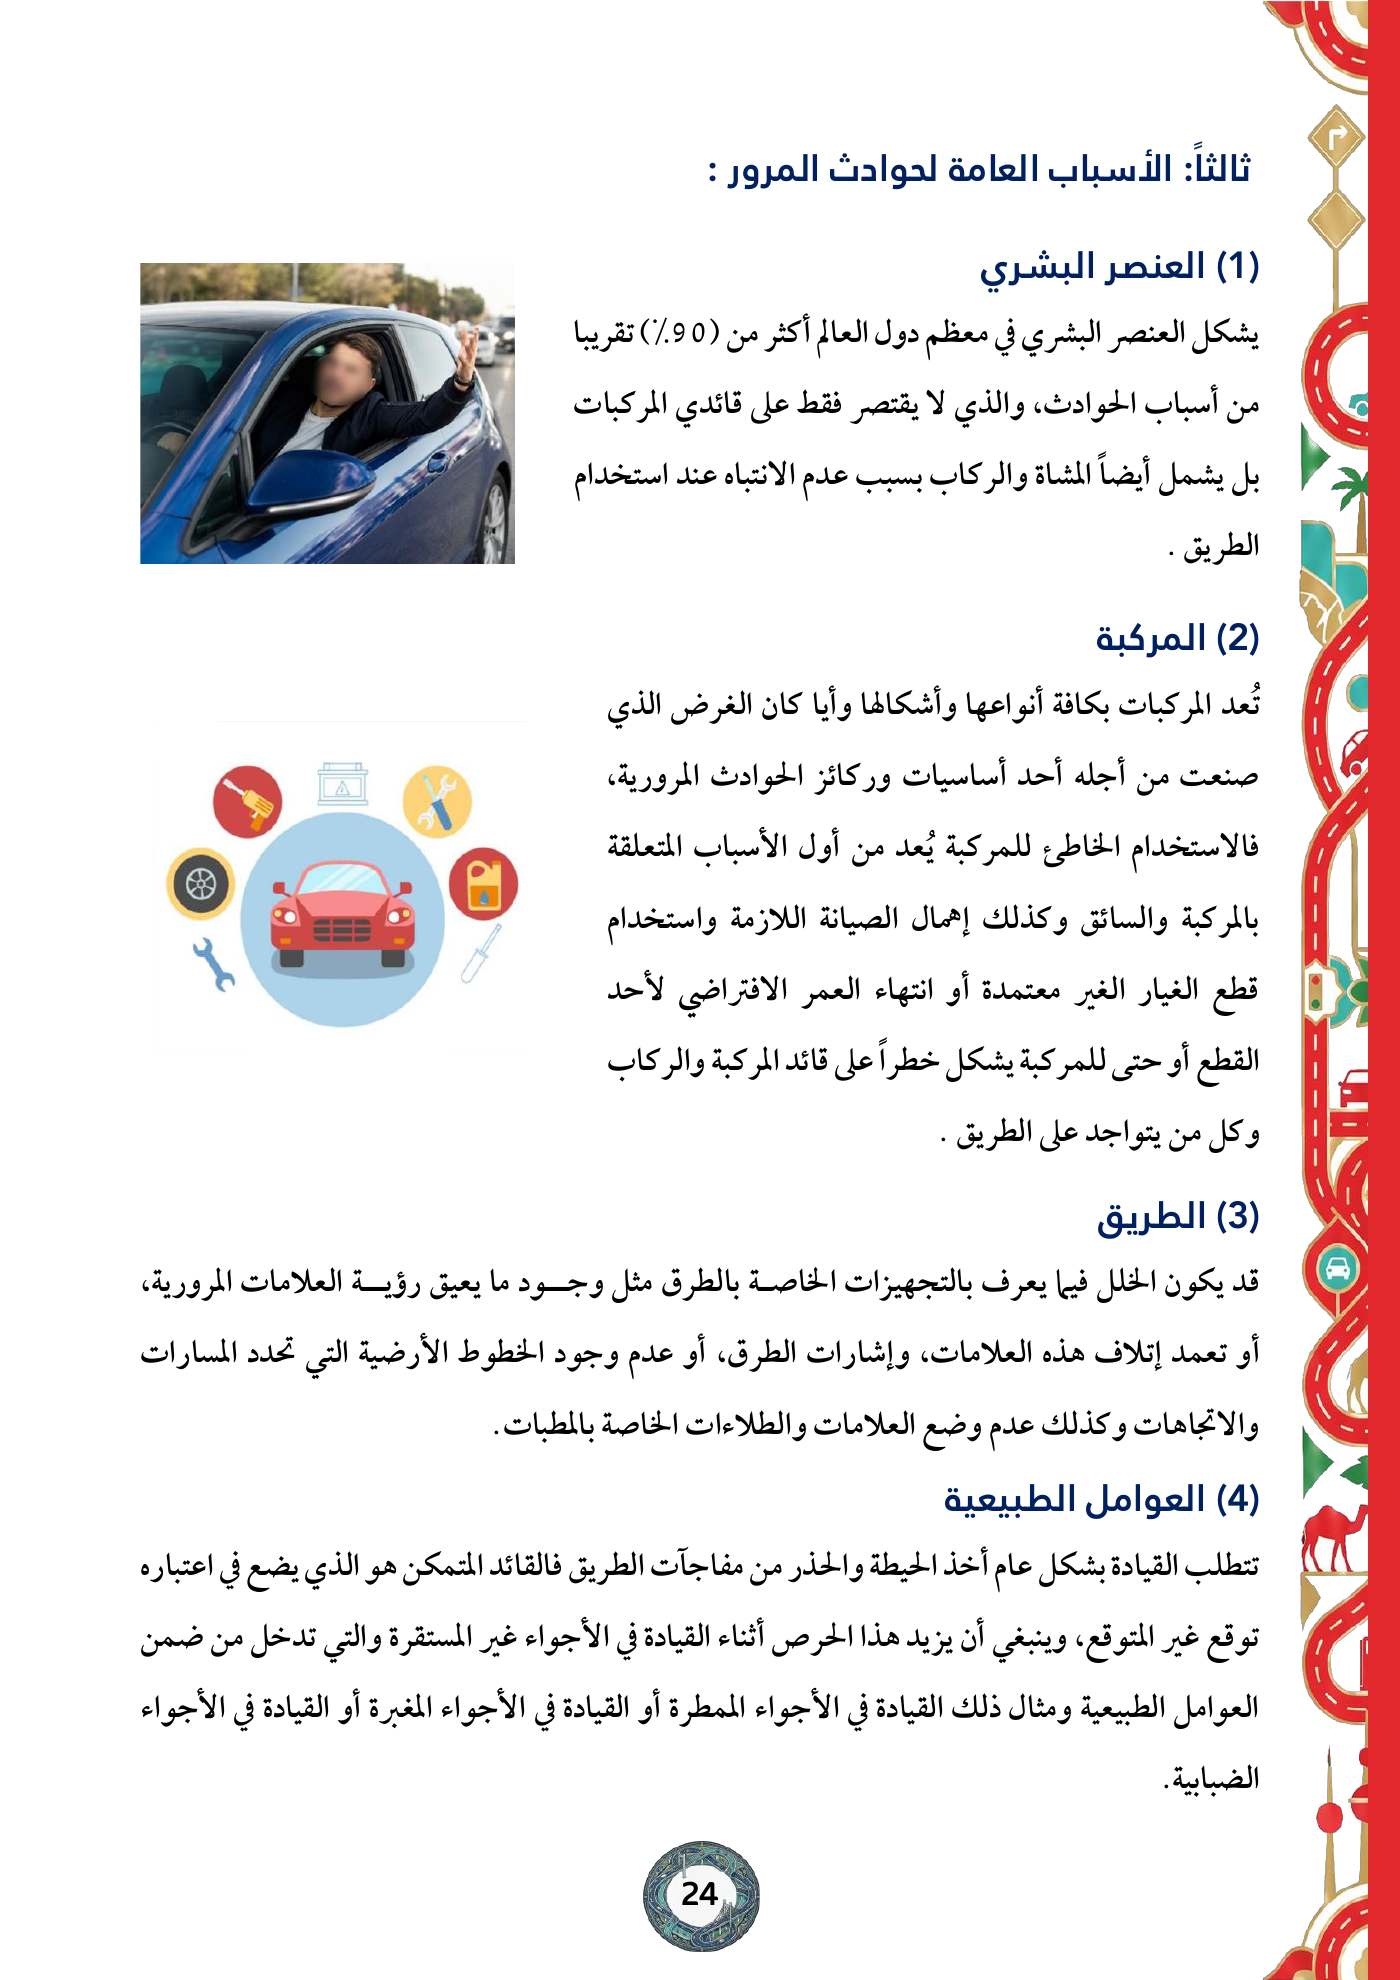 ثالثاً: الأسباب العامة لحوادث المرور :
(1) العنصر البشري
يشكل العنصر البشري في معظم دول العالم أكثر من (90٪) تقريبا
من أسباب الحوادث، والذي لا يقتصر فقط على قائدي المركبات
بل يشمل أيضاً المشاة والركاب بسبب عدم الانتباه عند استخدام
الطريق .
(2) المركبة
تُعد المركبات بكافة أنواعها وأشكالها وأيا كان الغرض الذي
صنعت من أجله أحد أساسيات وركائز الحوادث المرورية،
فالاستخدام الخاطئ للمركبة يُعد من أول الأسباب المتعلقة
بالمركبة والسائق وكذلك إهمال الصيانة اللازمة واستخدام
قطع الغيار الغير معتمدة أو انتهاء العمر الافتراضي لأحد
القطع أو حتى للمركبة يشكل خطراً على قائد المركبة والركاب
وكل من يتواجد على الطريق .
(3) الطريق
قد يكون الخلل فيما يعرف بالتجهيزات الخاصة بالطرق مثل وجود ما يعيق رؤية العلامات المرورية،
أو تعمد إتلاف هذه العلامات، وإشارات الطرق، أو عدم وجود الخطوط الأرضية التي تحدد المسارات
والاتجاهات وكذلك عدم وضع العلامات والطلاءات الخاصة بالمطبات.
(4) العوامل الطبيعية
تتطلب القيادة بشكل عام أخذ الحيطة والحذر من مفاجآت الطريق فالقائد المتمكن هو الذي يضع في اعتباره
توقع غير المتوقع، وينبغي أن يزيد هذا الحرص أثناء القيادة في الأجواء غير المستقرة والتي تدخل من ضمن
العوامل الطبيعية ومثال ذلك القيادة في الأجواء الممطرة أو القيادة في الأجواء المغبرة أو القيادة في الأجواء
الضبابية.
24